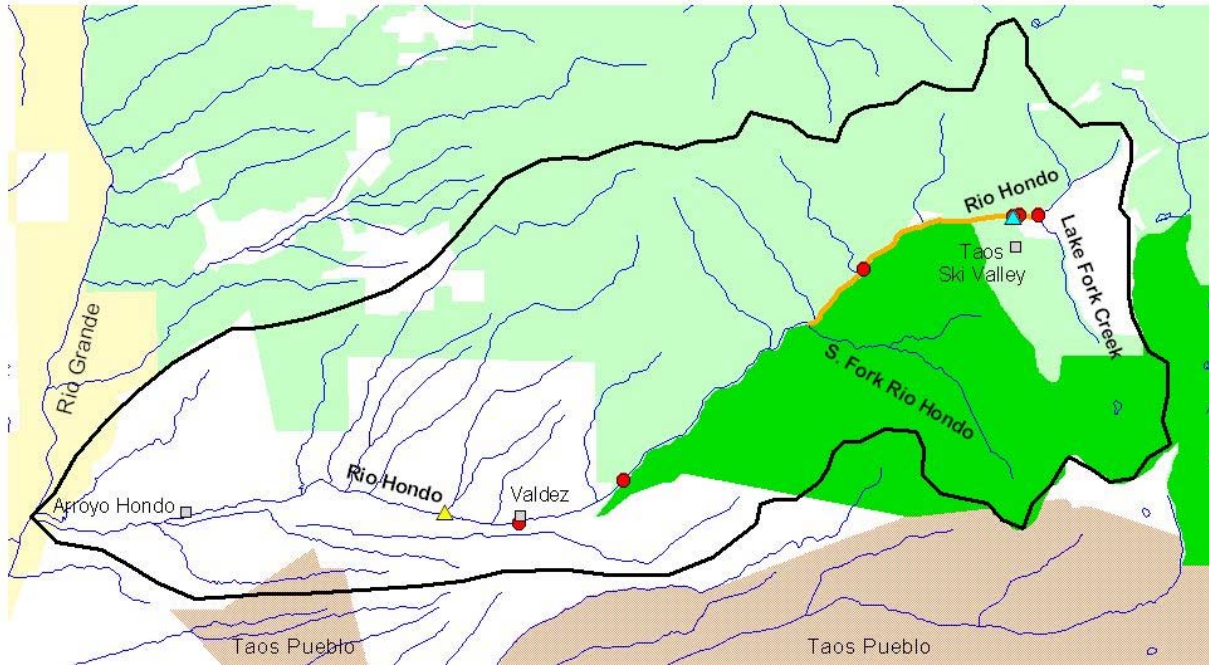 Rio Hondo
Taos
Ski Valley
Lake Fork Creek
Rio Grande
S. Fork Rio Hondo
Rio Hondo
Valdez
Arroyo Hondo
Taos Pueblo
Taos Pueblo